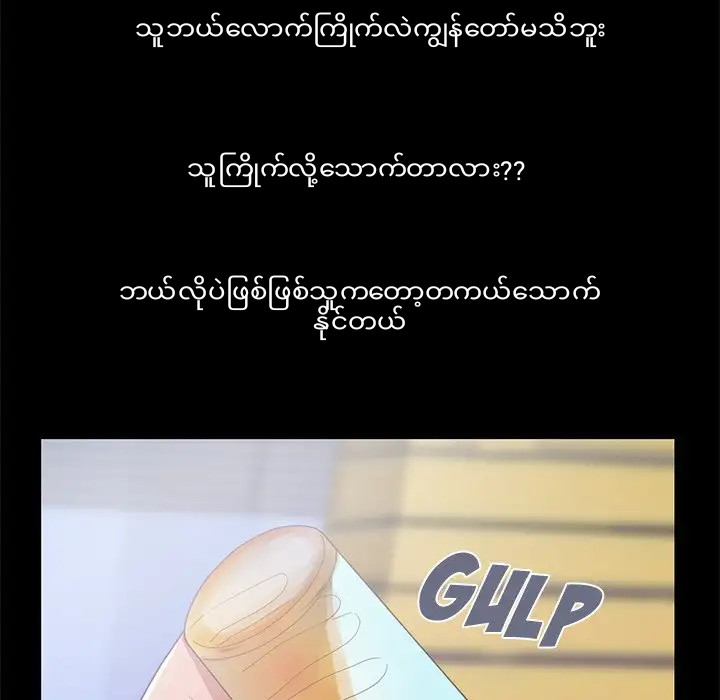 သူဘယ်လောက်ကြိုက်လဲကျွန်တော်မသိဘူး
သူကြိုက်လို့သောက်တာလား??
ဘယ်လိုပဲဖြစ်ဖြစ်သူကတော့တကယ်သောက်
နိုင်တယ်
GULP